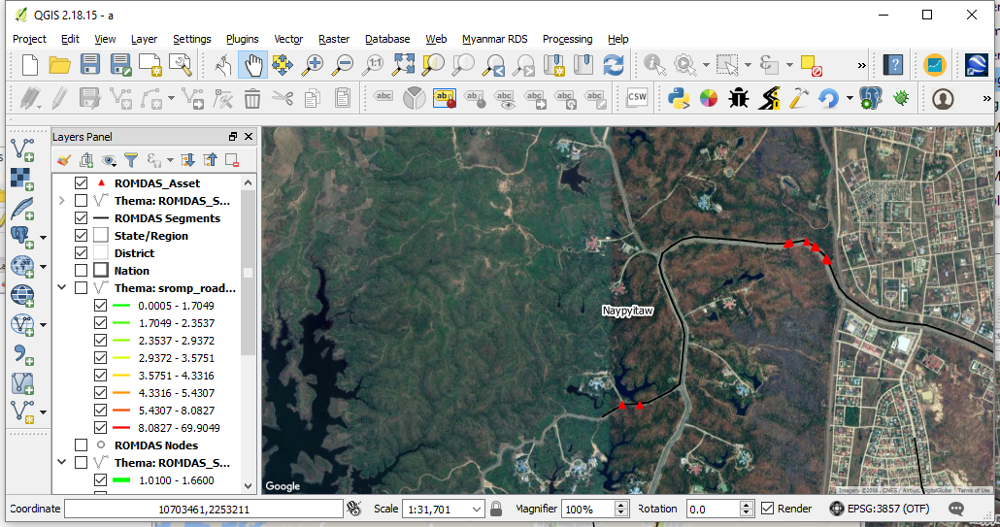 QGIS 2.18.15 - a
Project Edit View Layer Settings Plugins Vector Raster Database Web Myanmar RDS Processing Help
1:1 »
abc abc abc abc abc abc abc CSW »
Layers Panel
ROMDAS_Asset
Thema: ROMDAS_S...
ROMDAS Segments
State/Region
District
Nation
Thema: sromp_road...
0.0005 - 1.7049
1.7049 - 2.3537
2.3537 - 2.9372
2.9372 - 3.5751
3.5751 - 4.3316
4.3316 - 5.4307
5.4307 - 8.0827
8.0827 - 69.9049
ROMDAS Nodes
Thema: ROMDAS_S...
1.0100 - 1.6600
Naypyitaw
Google
Imagery ©2018 , CNES / Airbus, DigitalGlobe | Terms of Use
Coordinate 10703461,2253211 Scale 1:31,701 Magnifier 100% Rotation 0.0 Render EPSG:3857 (OTF)